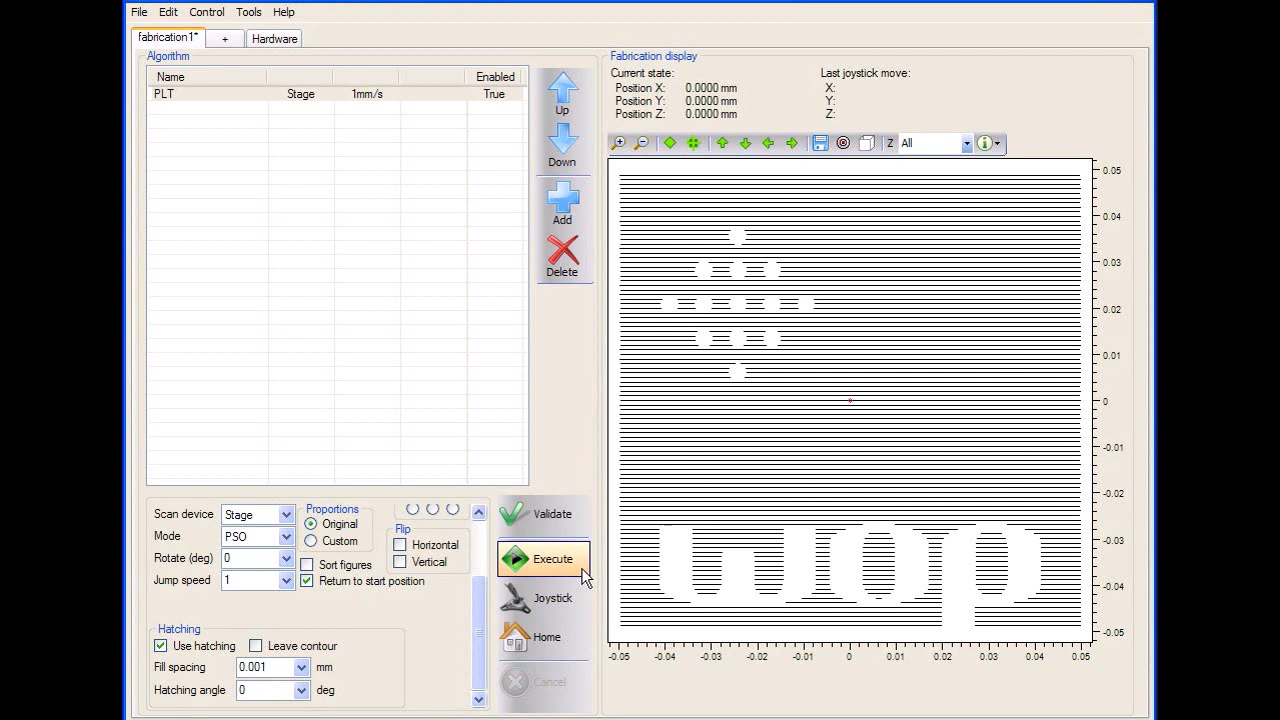 File Edit Control Tools Help
fabrication1* + Hardware
Algorithm
Name Enabled
PLT Stage 1mm/s True
Up
Down
Add
Delete
Scan device Stage
Mode PSO
Rotate (deg) 0
Jump speed 1
Proportions
Original
Custom
Sort figures
Return to start position
Flip
Horizontal
Vertical
Hatching
Use hatching Leave contour
Fill spacing 0.001 mm
Hatching angle 0 deg
Validate
Execute
Joystick
Home
Cancel
Fabrication display
Current state:
Position X: 0.0000 mm
Position Y: 0.0000 mm
Position Z: 0.0000 mm
Last joystick move:
X:
Y:
Z:
Z All
0.05
0.04
0.03
0.02
0.01
0
-0.01
-0.02
-0.03
-0.04
-0.05
-0.05 -0.04 -0.03 -0.02 -0.01 0 0.01 0.02 0.03 0.04 0.05